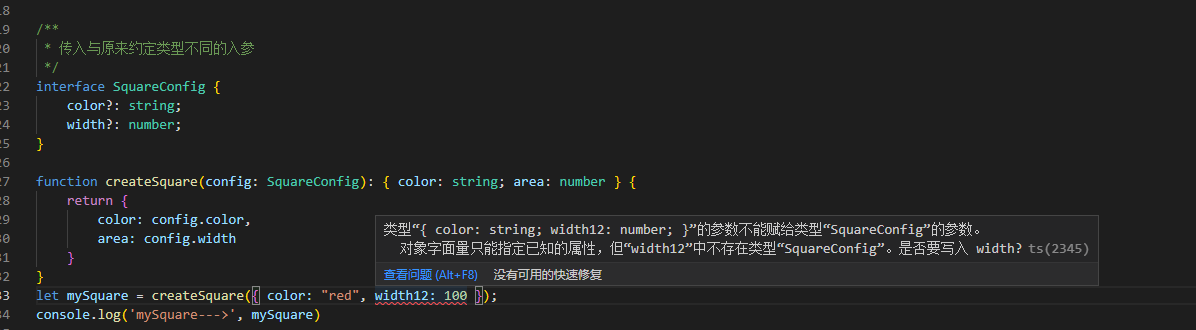 18
19 /**
20  * 传入与原来约定类型不同的入参
21  */
22 interface SquareConfig {
23     color?: string;
24     width?: number;
25 }
26
27 function createSquare(config: SquareConfig): { color: string; area: number } {
28     return {
29         color: config.color,
30         area: config.width
31     }
32 }
33 let mySquare = createSquare({ color: "red", width12: 100 });
34 console.log('mySquare--->', mySquare)
类型“{ color: string; width12: number; }”的参数不能赋给类型“SquareConfig”的参数。
  对象字面量只能指定已知的属性，但“width12”中不存在类型“SquareConfig”。是否要写入 width? ts(2345)
查看问题 (Alt+F8) 没有可用的快速修复